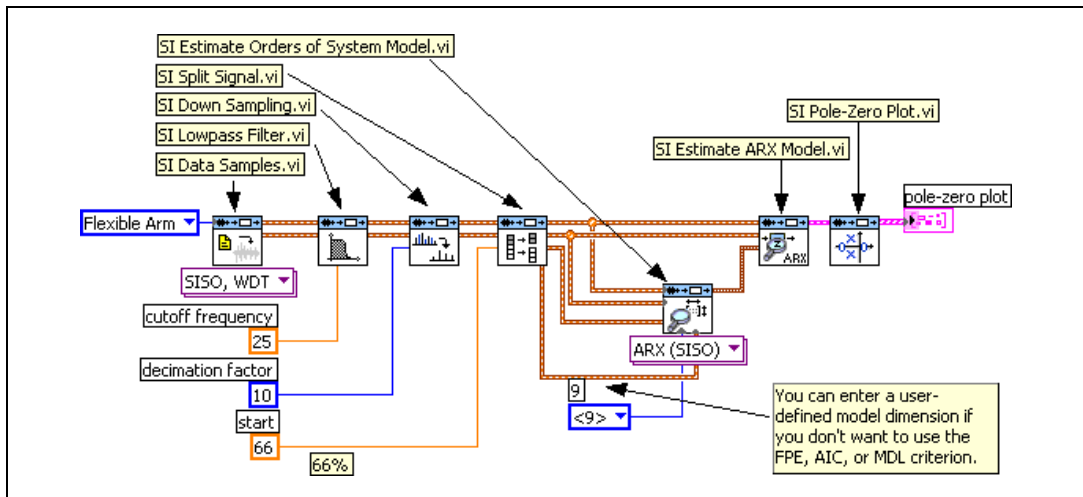 SI Estimate Orders of System Model.vi
SI Split Signal.vi
SI Down Sampling.vi
SI Lowpass Filter.vi
SI Data Samples.vi
SI Pole-Zero Plot.vi
SI Estimate ARX Model.vi
pole-zero plot
Flexible Arm
ARX
SISO, WDT
cutoff frequency
25
ARX (SISO)
decimation factor
10
9
<9>
start
66
66%
You can enter a user-
defined model dimension if
you don't want to use the
FPE, AIC, or MDL criterion.